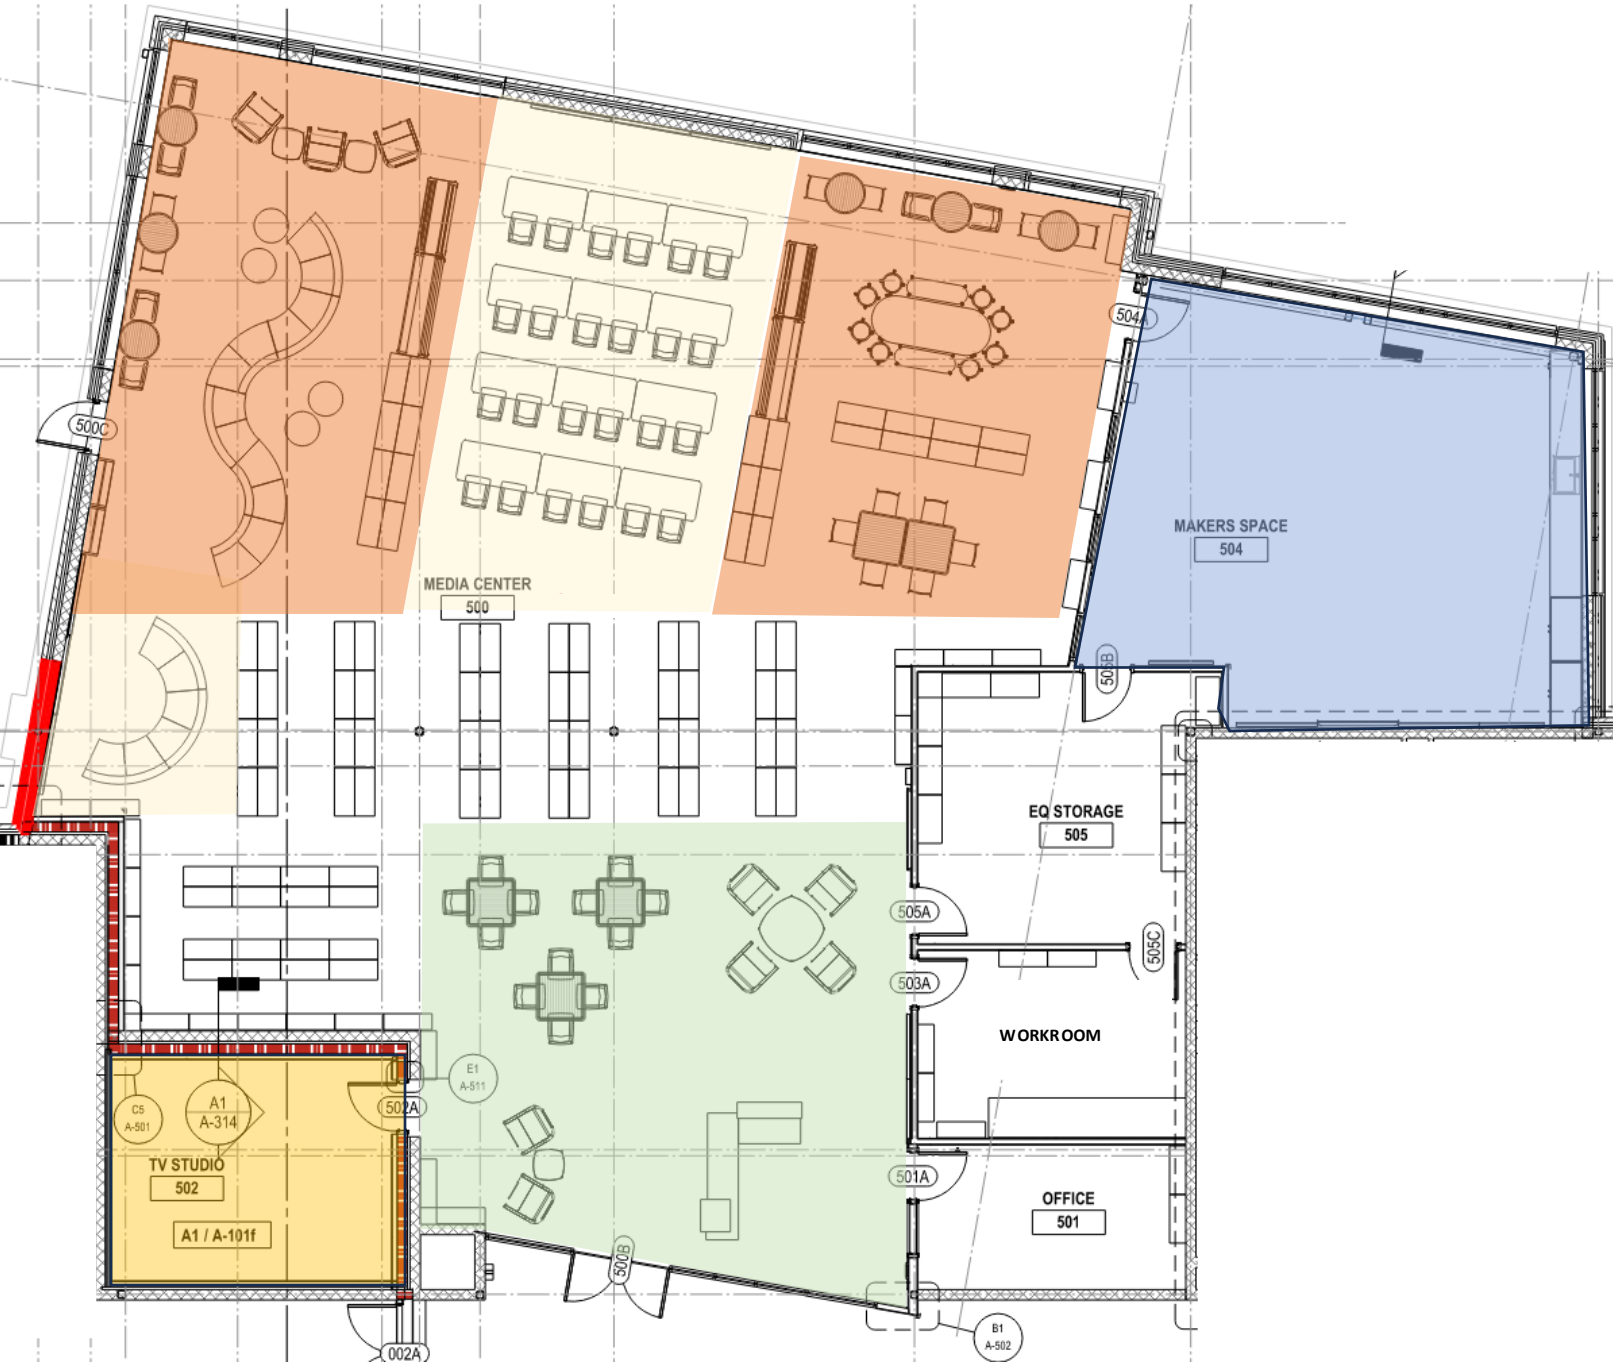 504A
500C
MAKERS SPACE
504
MEDIA CENTER
500
505B
EQ STORAGE
505
505A
505C
503A
WORKROOM
E1
A-511
C5
A-501
A1
A-314
502A
TV STUDIO
502
501A
OFFICE
501
A1 / A-101f
500B
B1
A-502
002A